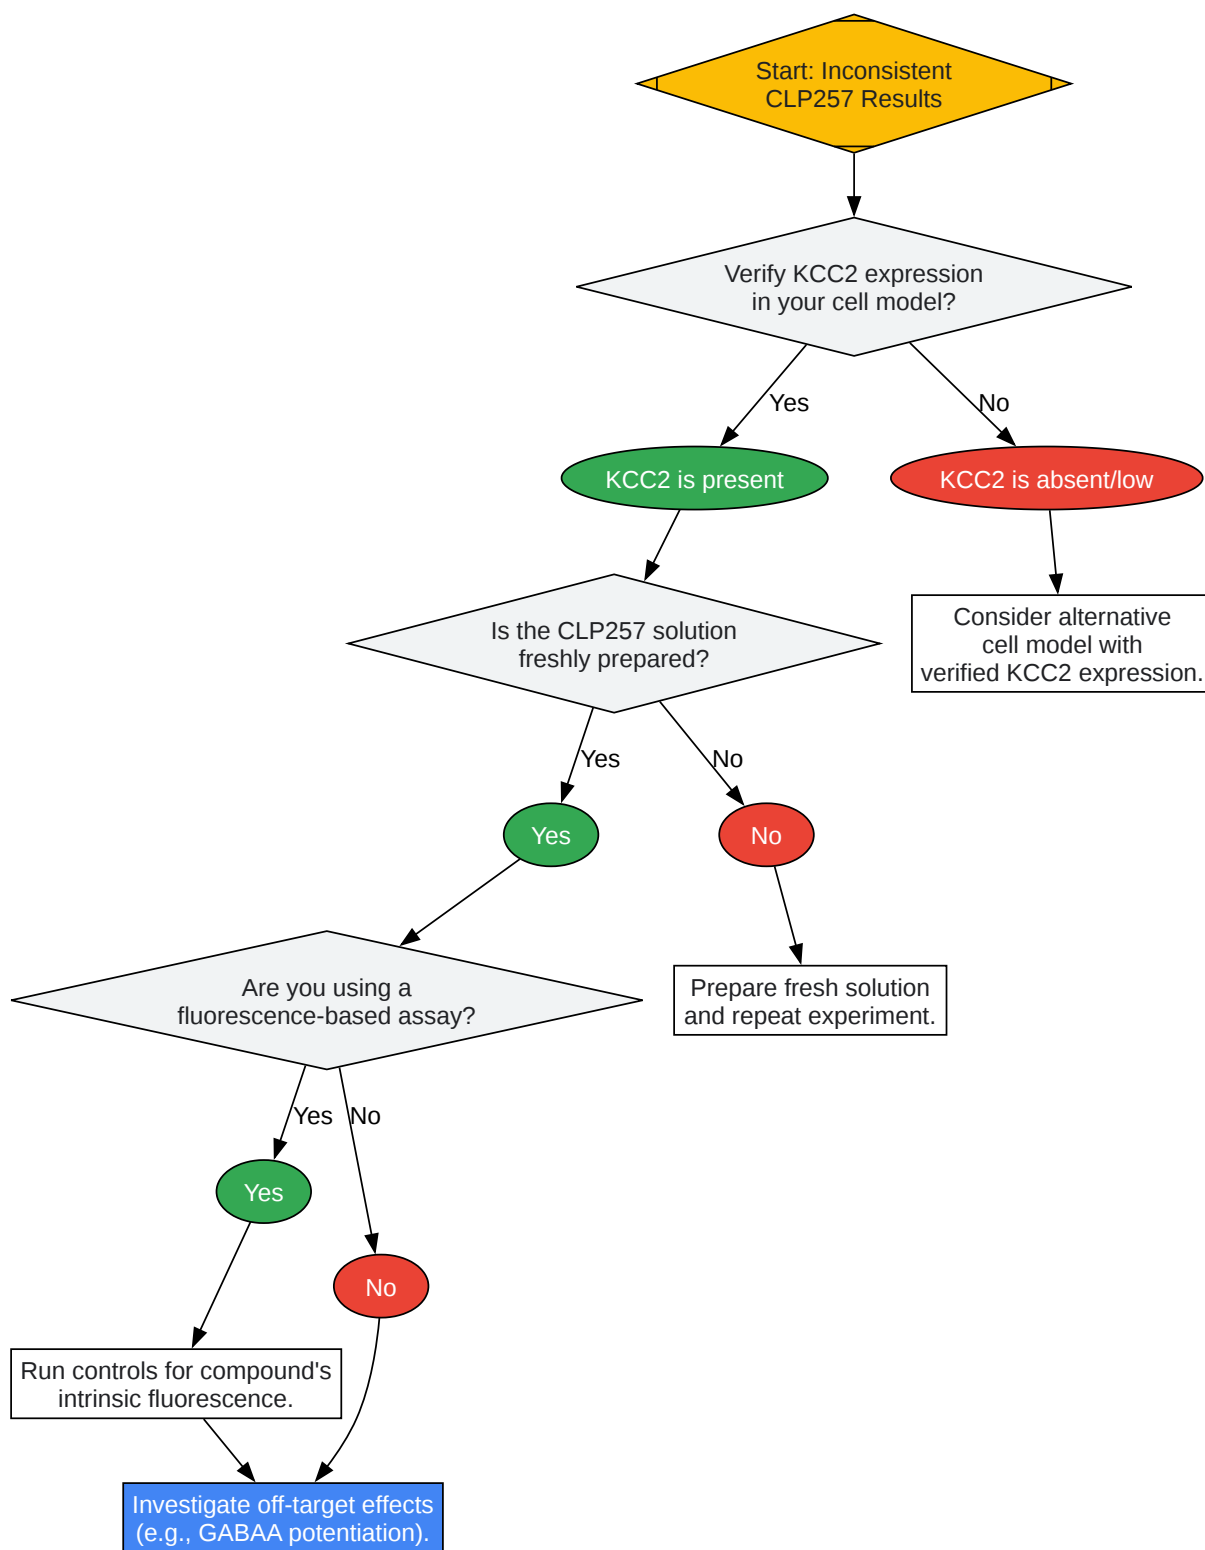 Start: Inconsistent
CLP257 Results
Verify KCC2 expression
in your cell model?
Yes
No
KCC2 is present
KCC2 is absent/low
Is the CLP257 solution
freshly prepared?
Consider alternative
cell model with
verified KCC2 expression.
Yes
No
Yes
No
Are you using a
fluorescence-based assay?
Prepare fresh solution
and repeat experiment.
Yes
No
Yes
No
Run controls for compound's
intrinsic fluorescence.
Investigate off-target effects
(e.g., GABAA potentiation).